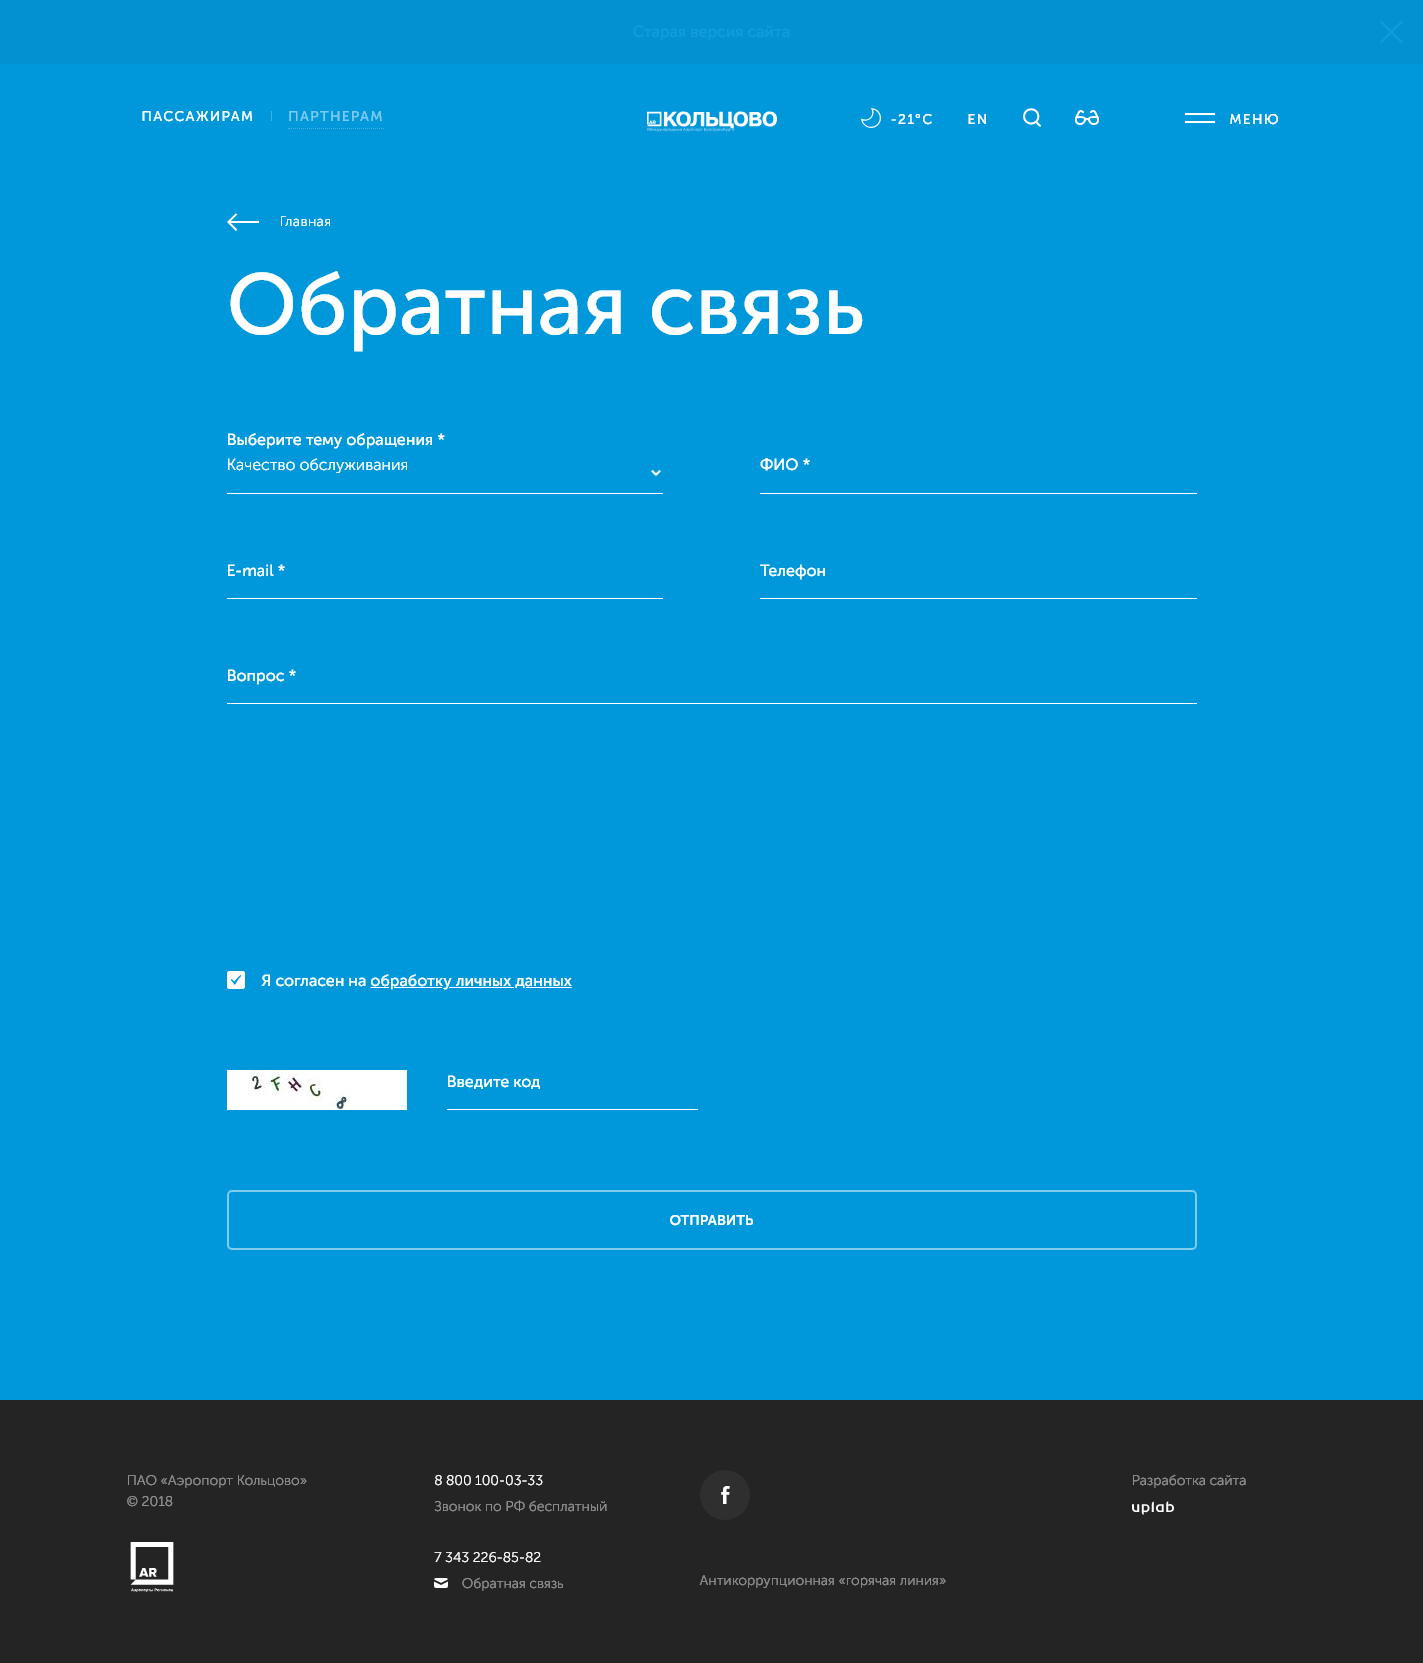 Старая версия сайта
ПАССАЖИРАМ
ПАРТНЕРАМ
КОЛЬЦОВО
-21°C
EN
МЕНЮ
Главная
Обратная связь
Выберите тему обращения *
Качество обслуживания
ФИО *
E-mail *
Телефон
Вопрос *
Я согласен на обработку личных данных
2FHC8
Введите код
ОТПРАВИТЬ
ПАО «Аэропорт Кольцово»
© 2018
AR
Аэропорты Регионов
8 800 100-03-33
Звонок по РФ бесплатный
7 343 226-85-82
Обратная связь
f
Антикоррупционная «горячая линия»
Разработка сайта
uplab